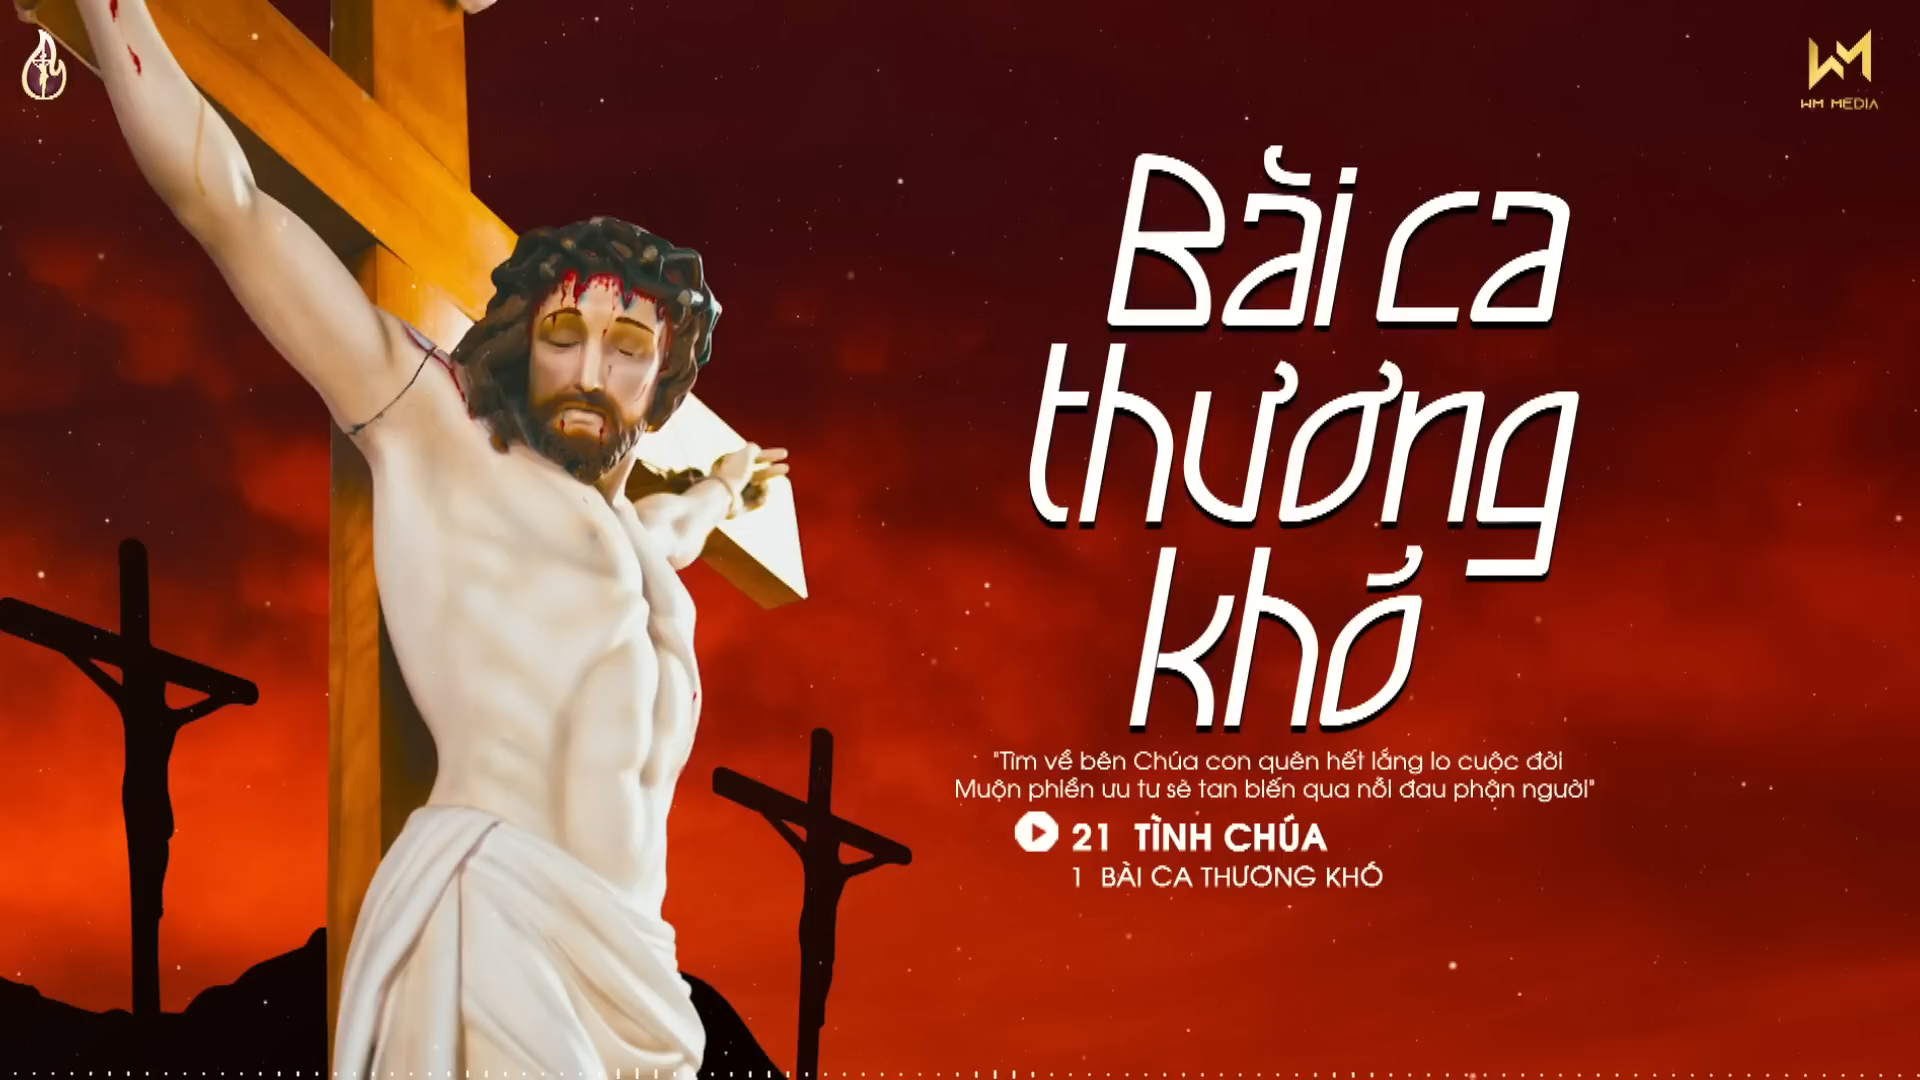 WM MEDIA
Bài ca
thương
khó
"Tìm về bên Chúa con quên hết lắng lo cuộc đời
Muộn phiền ưu tư sẽ tan biến qua nỗi đau phận người"
21 TÌNH CHÚA
1 BÀI CA THƯƠNG KHÓ